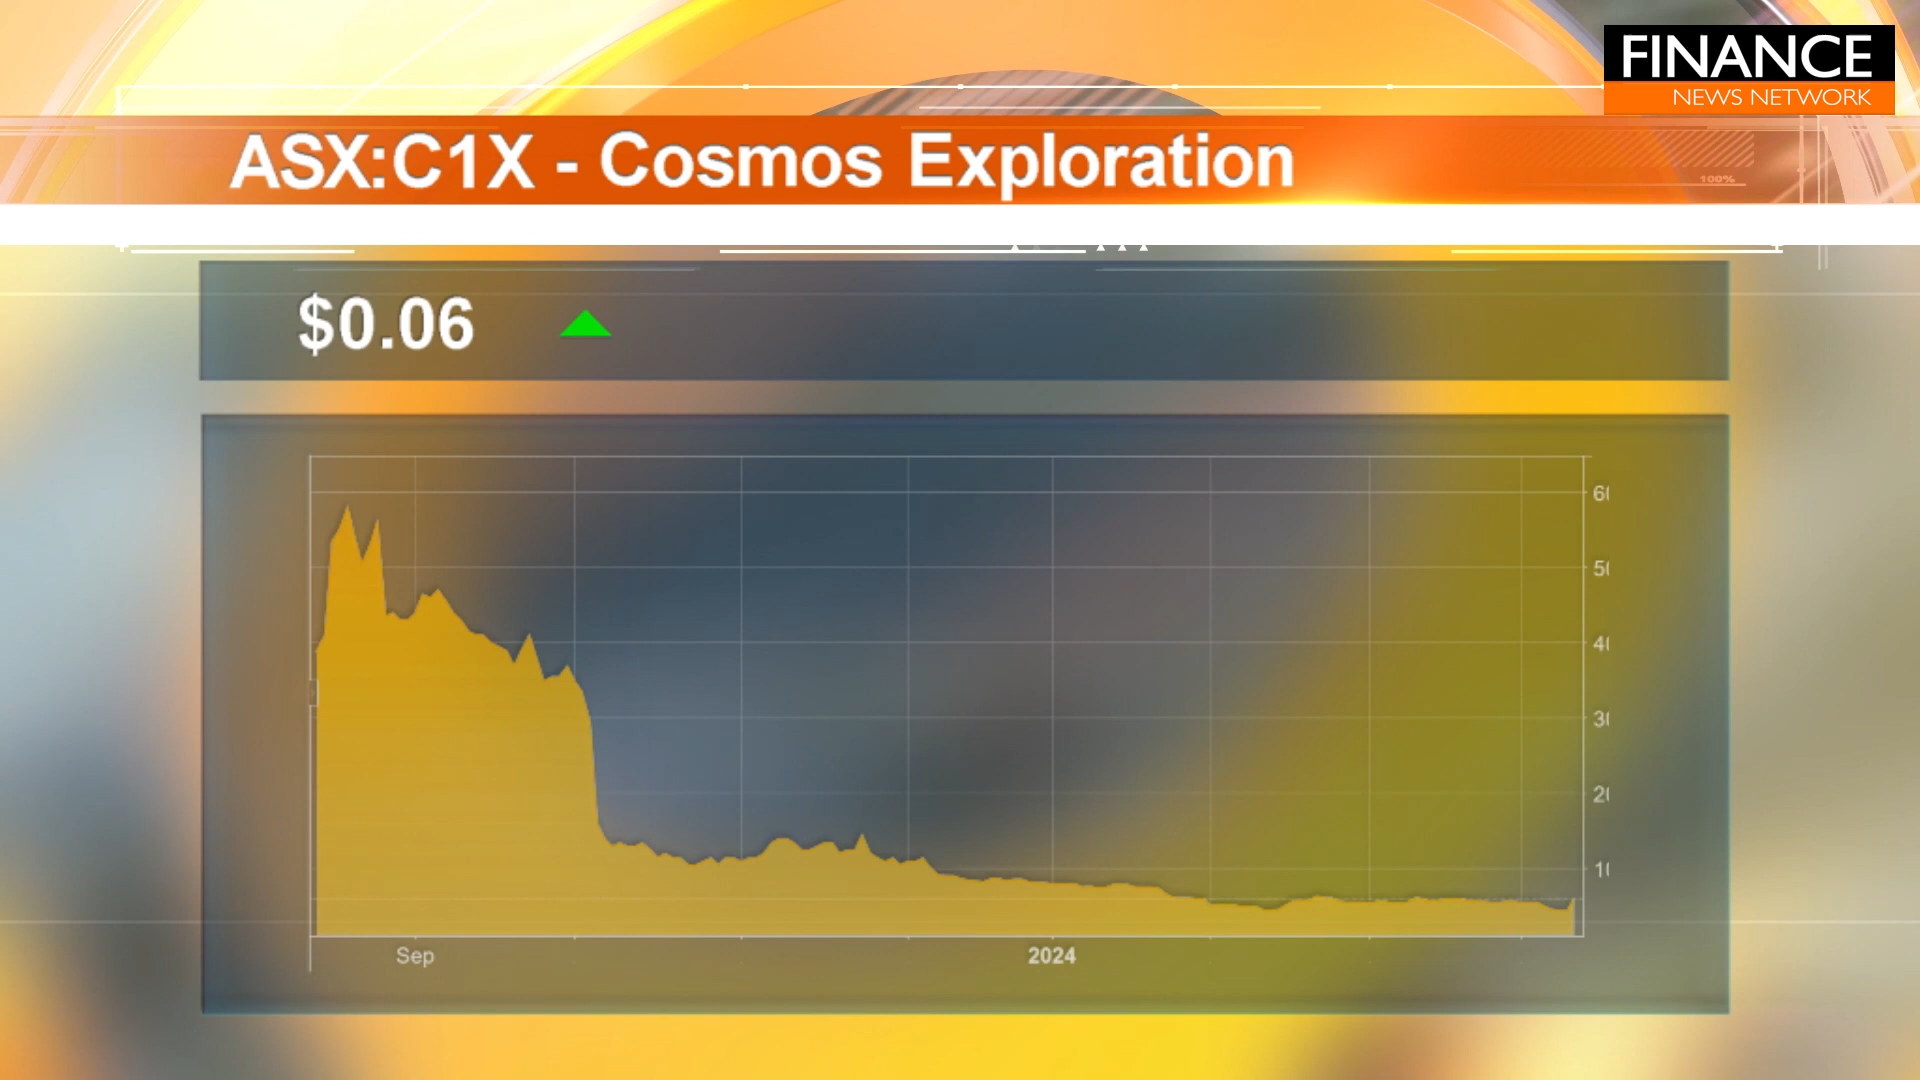 FINANCE
NEWS NETWORK
ASX:C1X - Cosmos Exploration
100%
$0.06
Sep
2024